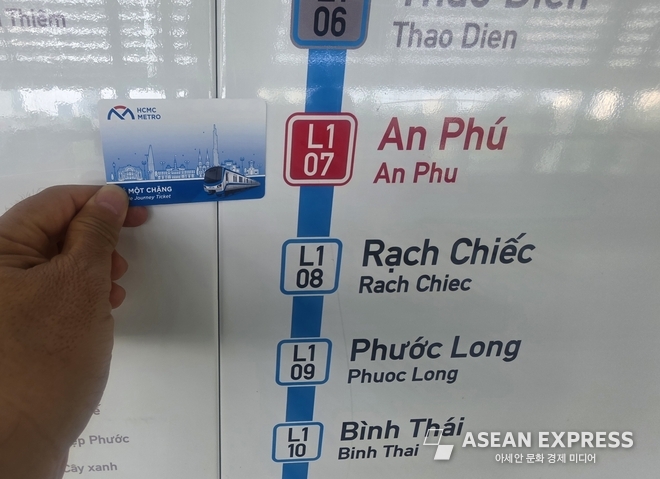 Thiêm
06
Thao Dien
HCMC
METRO
MỘT CHẶNG
Journey Ticket
L1
07
An Phú
An Phu
L1
08
Rạch Chiếc
Rach Chiec
L1
09
Phước Long
Phuoc Long
L1
10
Bình Thái
Binh Thai
Phước
Cây xanh
ASEAN EXPRESS
아세안 문화 경제 미디어